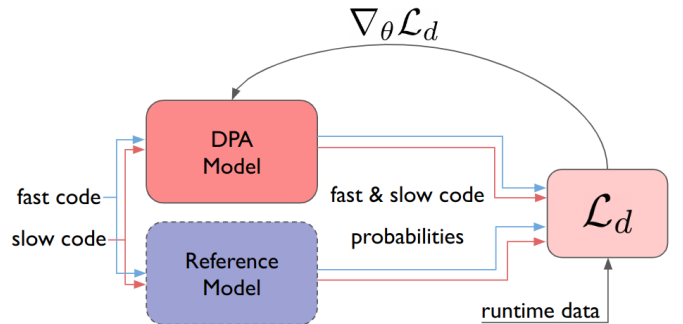 ∇θℒd
DPA
Model
fast code
slow code
fast & slow code
probabilities
ℒd
Reference
Model
runtime data